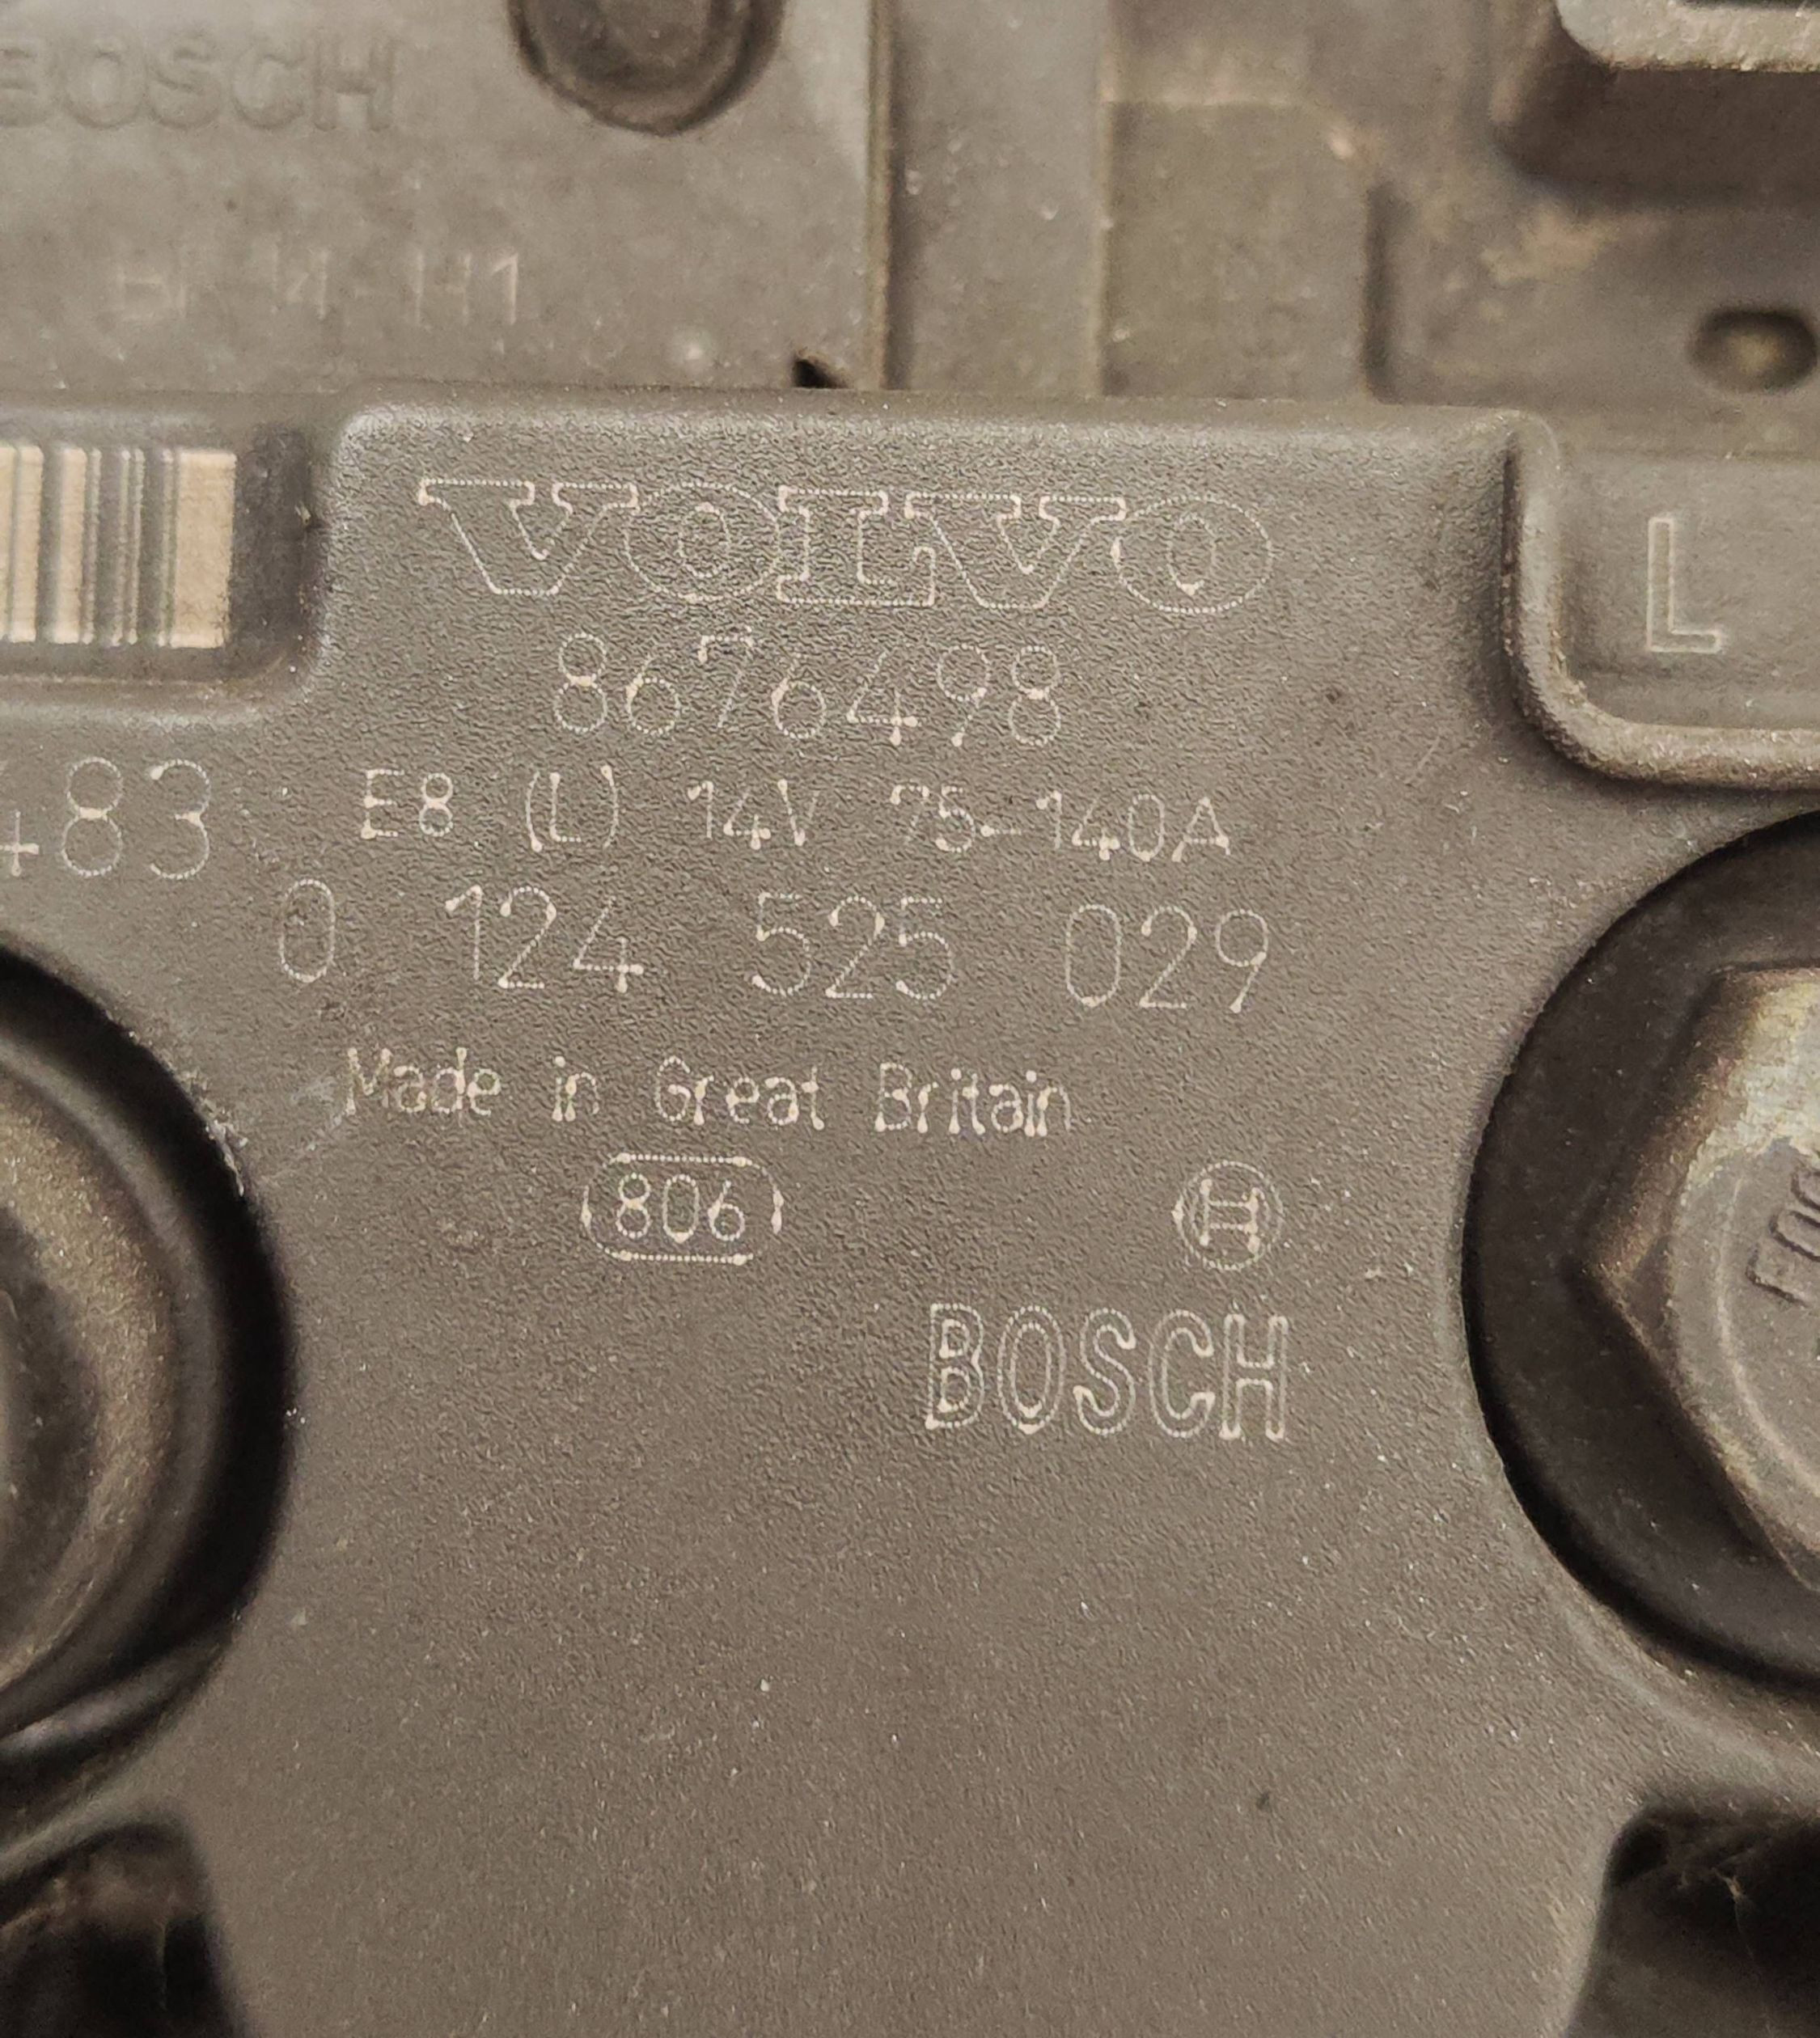 BOSCH
VOLVO
L
8676498
E8 (L) 14V 75-140A
483
0 124 525 029
Made in Great Britain
806
BOSCH